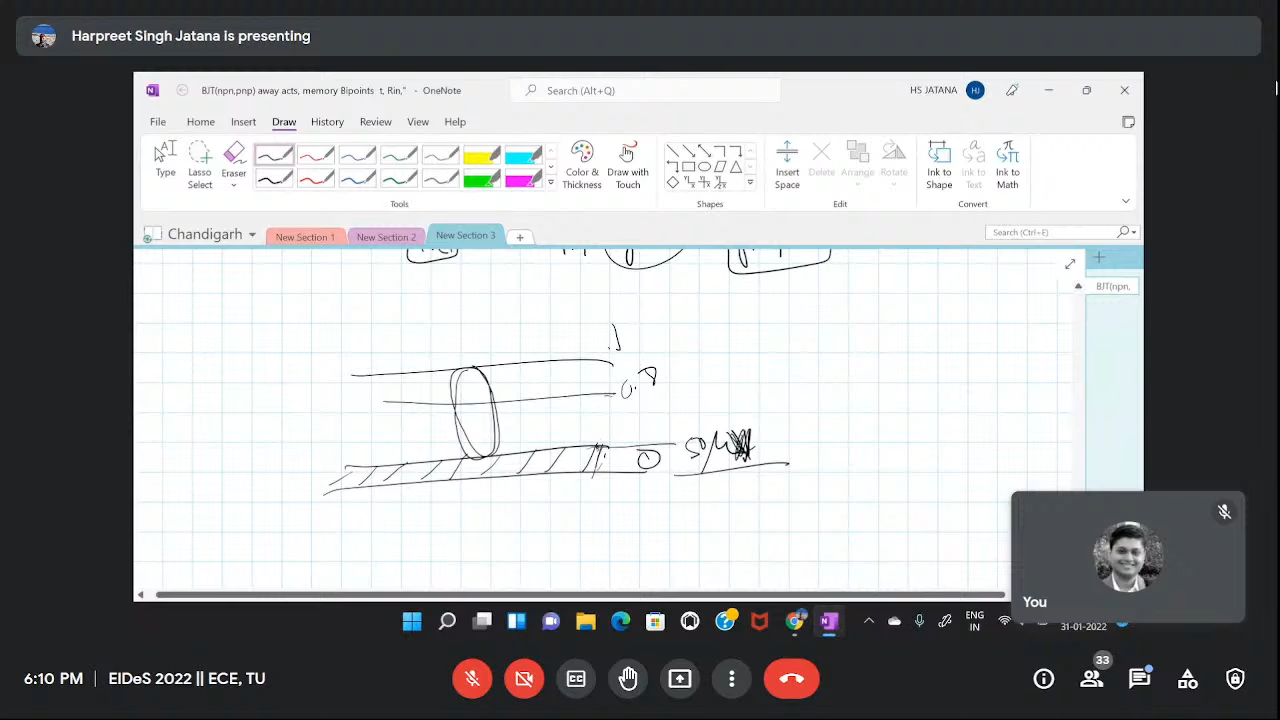 Harpreet Singh Jatana is presenting
BJT(npn,pnp) away acts, memory Bipoints t, Rin," - OneNote
Search (Alt+Q)
HS JATANA
HJ
File Home Insert Draw History Review View Help
Type
Lasso Select
Eraser
Color & Thickness
Draw with Touch
Insert Space
Delete
Arrange
Rotate
Ink to Shape
Ink to Text
Ink to Math
Tools
Shapes
Edit
Convert
Chandigarh
New Section 1
New Section 2
New Section 3
Search (Ctrl+E)
BJT(npn,
0.8
You
ENG
IN
31-01-2022
6:10 PM | EIDeS 2022 || ECE, TU
33